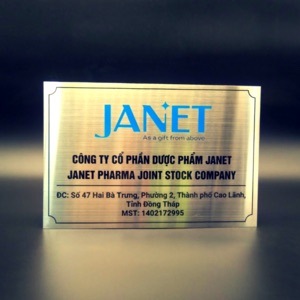 JANET
As a gift from above
CÔNG TY CỔ PHẦN DƯỢC PHẨM JANET
JANET PHARMA JOINT STOCK COMPANY
ĐC: Số 47 Hai Bà Trưng, Phường 2, Thành phố Cao Lãnh,
Tỉnh Đồng Tháp
MST: 1402172995